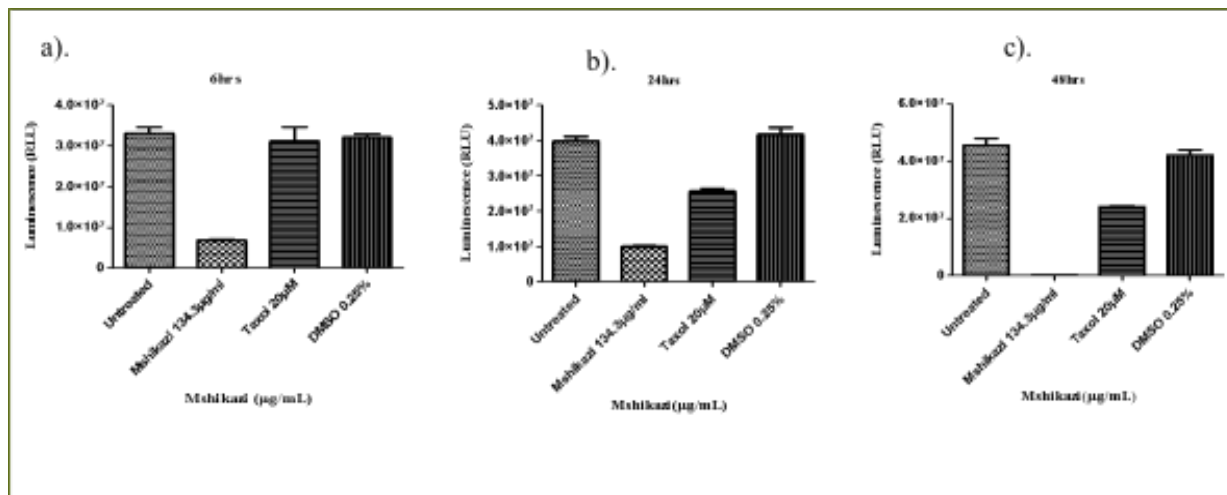 a).
6hrs
Luminescence (RLU)
4.0×10⁷
3.0×10⁷
2.0×10⁷
1.0×10⁷
0
Untreated
Mshikazi 134.3µg/ml
Taxol 20µM
DMSO 0.25%
Mshikazi (µg/mL)
b).
24hrs
Luminescence (RLU)
5.0×10⁷
4.0×10⁷
3.0×10⁷
2.0×10⁷
1.0×10⁷
0
Untreated
Mshikazi 134.3µg/ml
Taxol 20µM
DMSO 0.25%
Mshikazi(µg/mL)
c).
48hrs
Luminescence (RLU)
6.0×10⁷
4.0×10⁷
2.0×10⁷
0
Untreated
Mshikazi 134.3µg/ml
Taxol 20µM
DMSO 0.25%
Mshikazi(µg/mL)